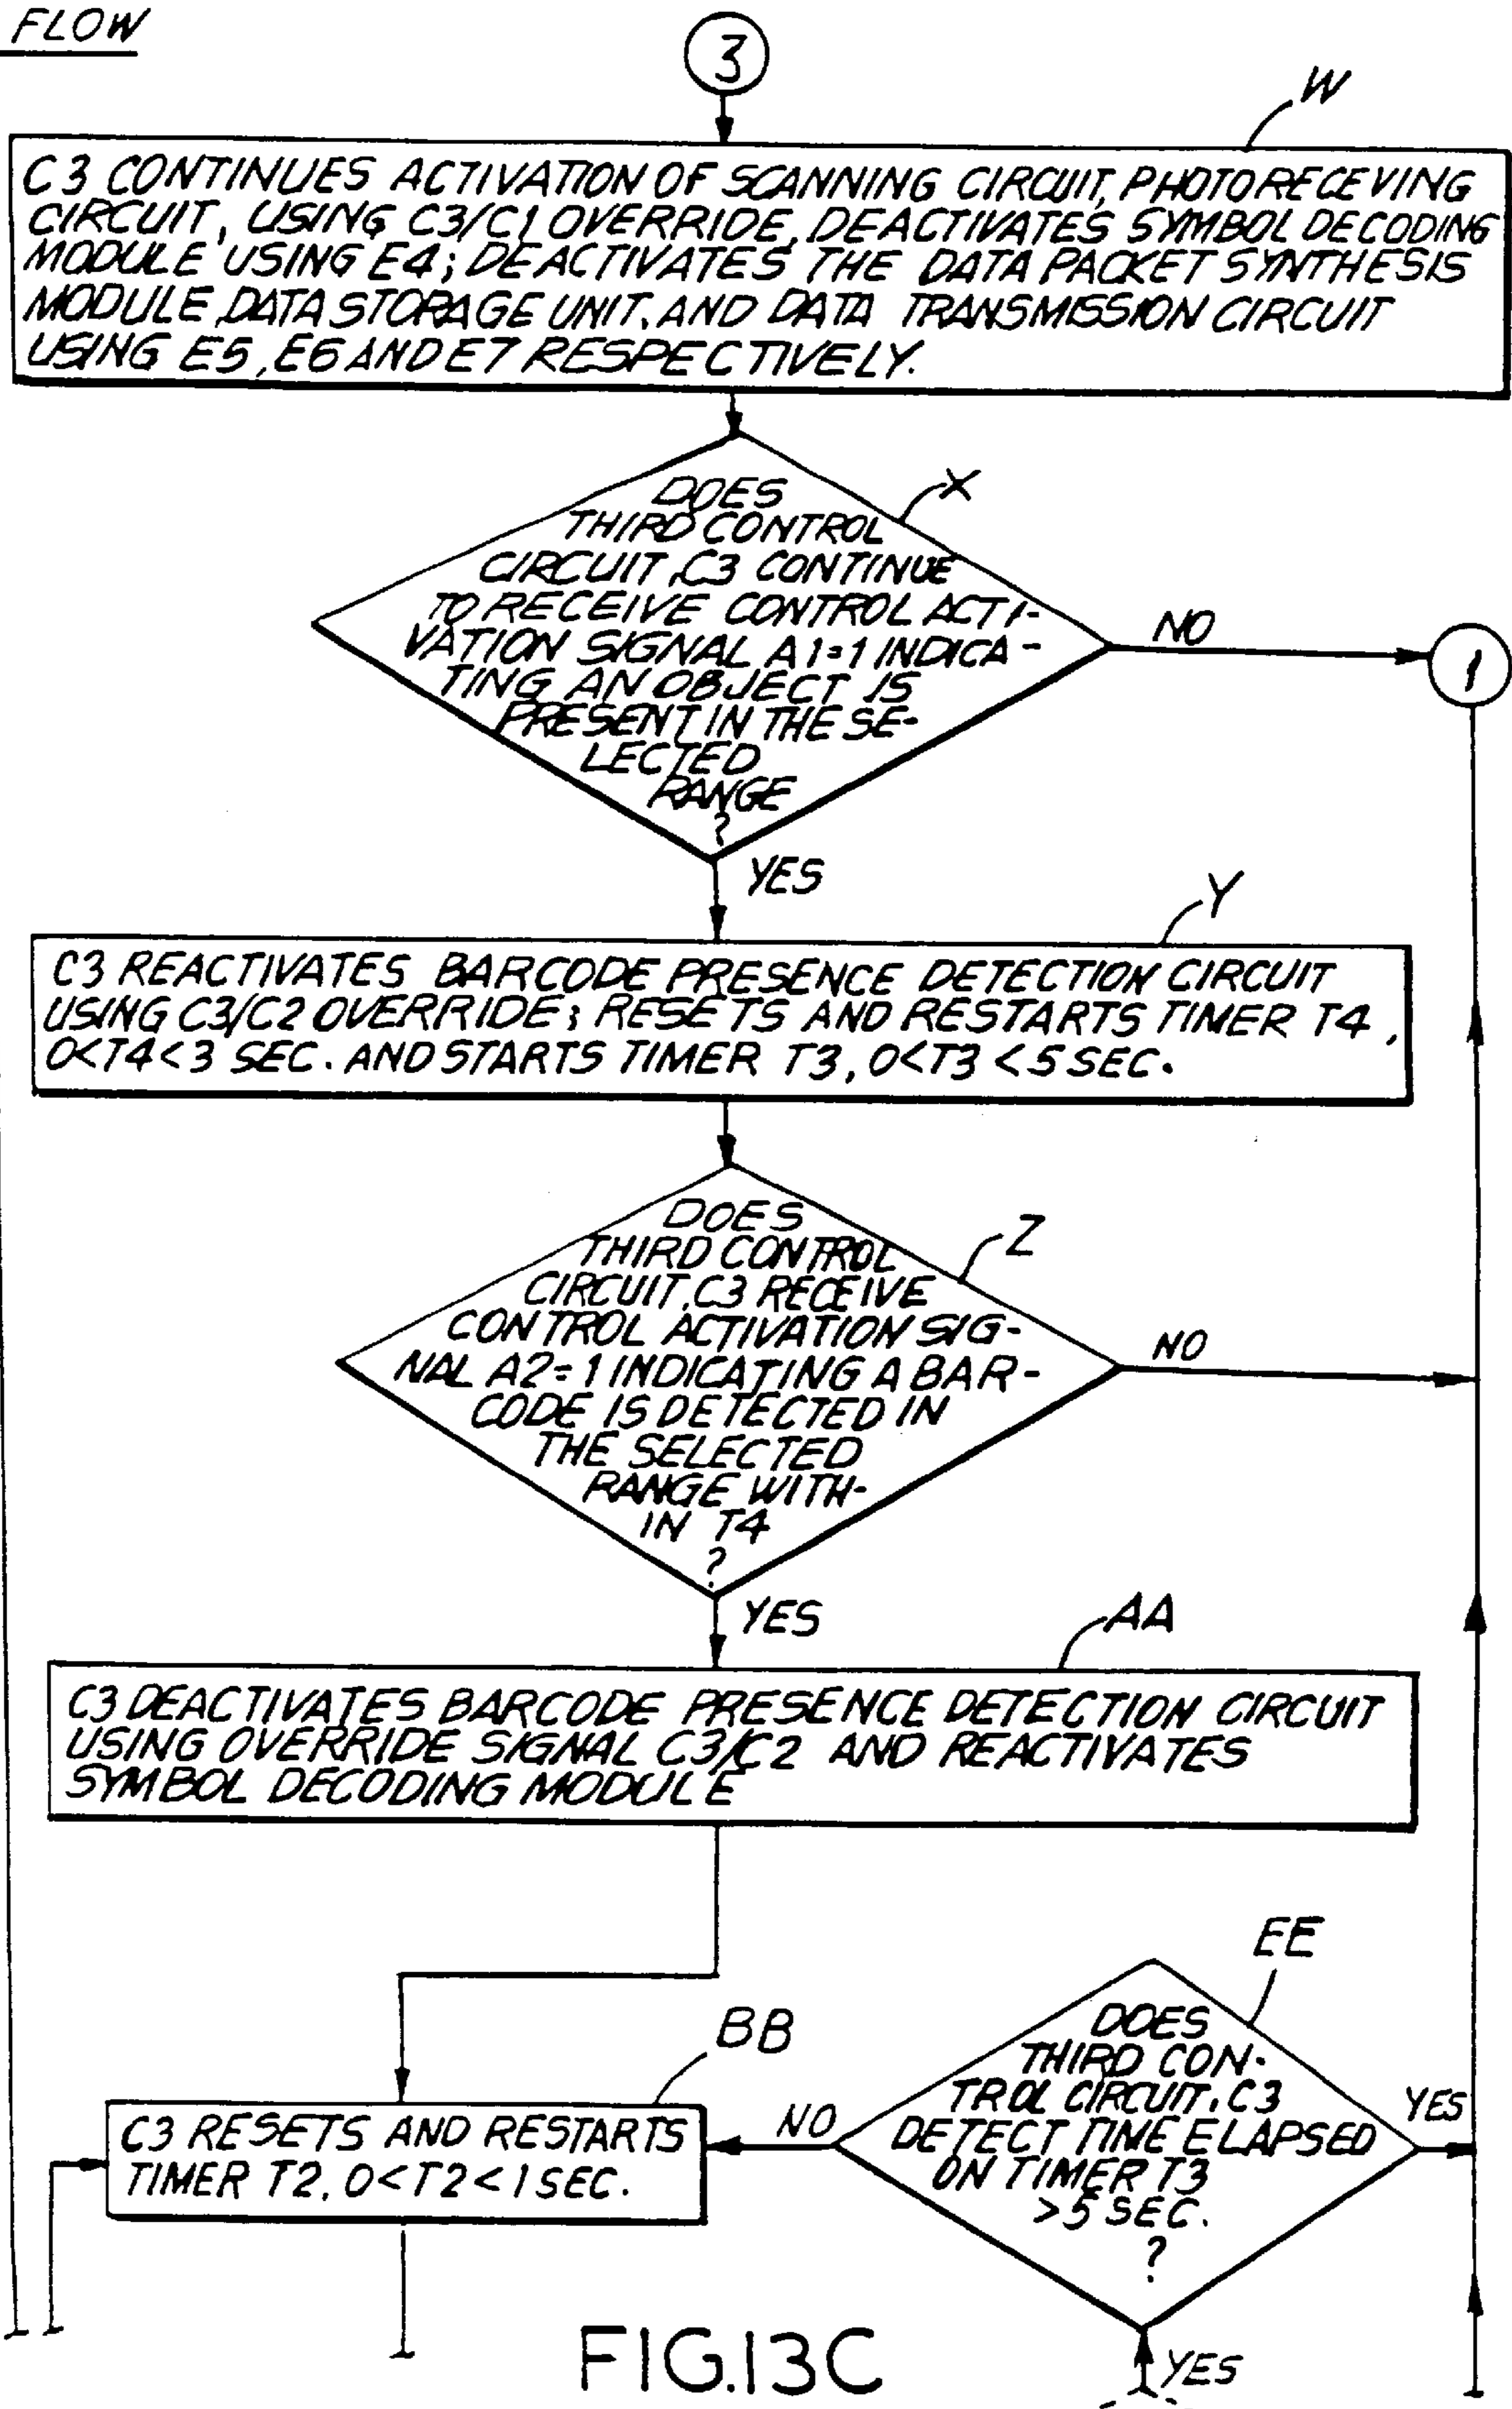 FLOW
3
W
C3 CONTINUES ACTIVATION OF SCANNING CIRCUIT, PHOTORECEVING
CIRCUIT, USING C3/C1 OVERRIDE, DEACTIVATES SYMBOL DECODING
MODULE USING E4; DEACTIVATES THE DATA PACKET SYNTHESIS
MODULE, DATA STORAGE UNIT, AND DATA TRANSMISSION CIRCUIT
USING E5, E6 AND E7 RESPECTIVELY.
X
DOES
THIRD CONTROL
CIRCUIT, C3 CONTINUE
TO RECEIVE CONTROL ACTI-
VATION SIGNAL A1=1 INDICA-
TING AN OBJECT IS
PRESENT IN THE SE-
LECTED
RANGE
?
NO
1
YES
Y
C3 REACTIVATES BARCODE PRESENCE DETECTION CIRCUIT
USING C3/C2 OVERRIDE; RESETS AND RESTARTS TIMER T4,
0<T4<3 SEC. AND STARTS TIMER T3, 0<T3<5 SEC.
Z
DOES
THIRD CONTROL
CIRCUIT, C3 RECEIVE
CONTROL ACTIVATION SIG-
NAL A2=1 INDICATING A BAR-
CODE IS DETECTED IN
THE SELECTED
RANGE WITH-
IN T4
?
NO
YES
AA
C3 DEACTIVATES BARCODE PRESENCE DETECTION CIRCUIT
USING OVERRIDE SIGNAL C3/C2 AND REACTIVATES
SYMBOL DECODING MODULE
EE
DOES
THIRD CON-
TROL CIRCUIT, C3
DETECT TIME ELAPSED
ON TIMER T3
>5 SEC.
?
YES
NO
BB
C3 RESETS AND RESTARTS
TIMER T2, 0<T2<1 SEC.
YES
FIG.13C